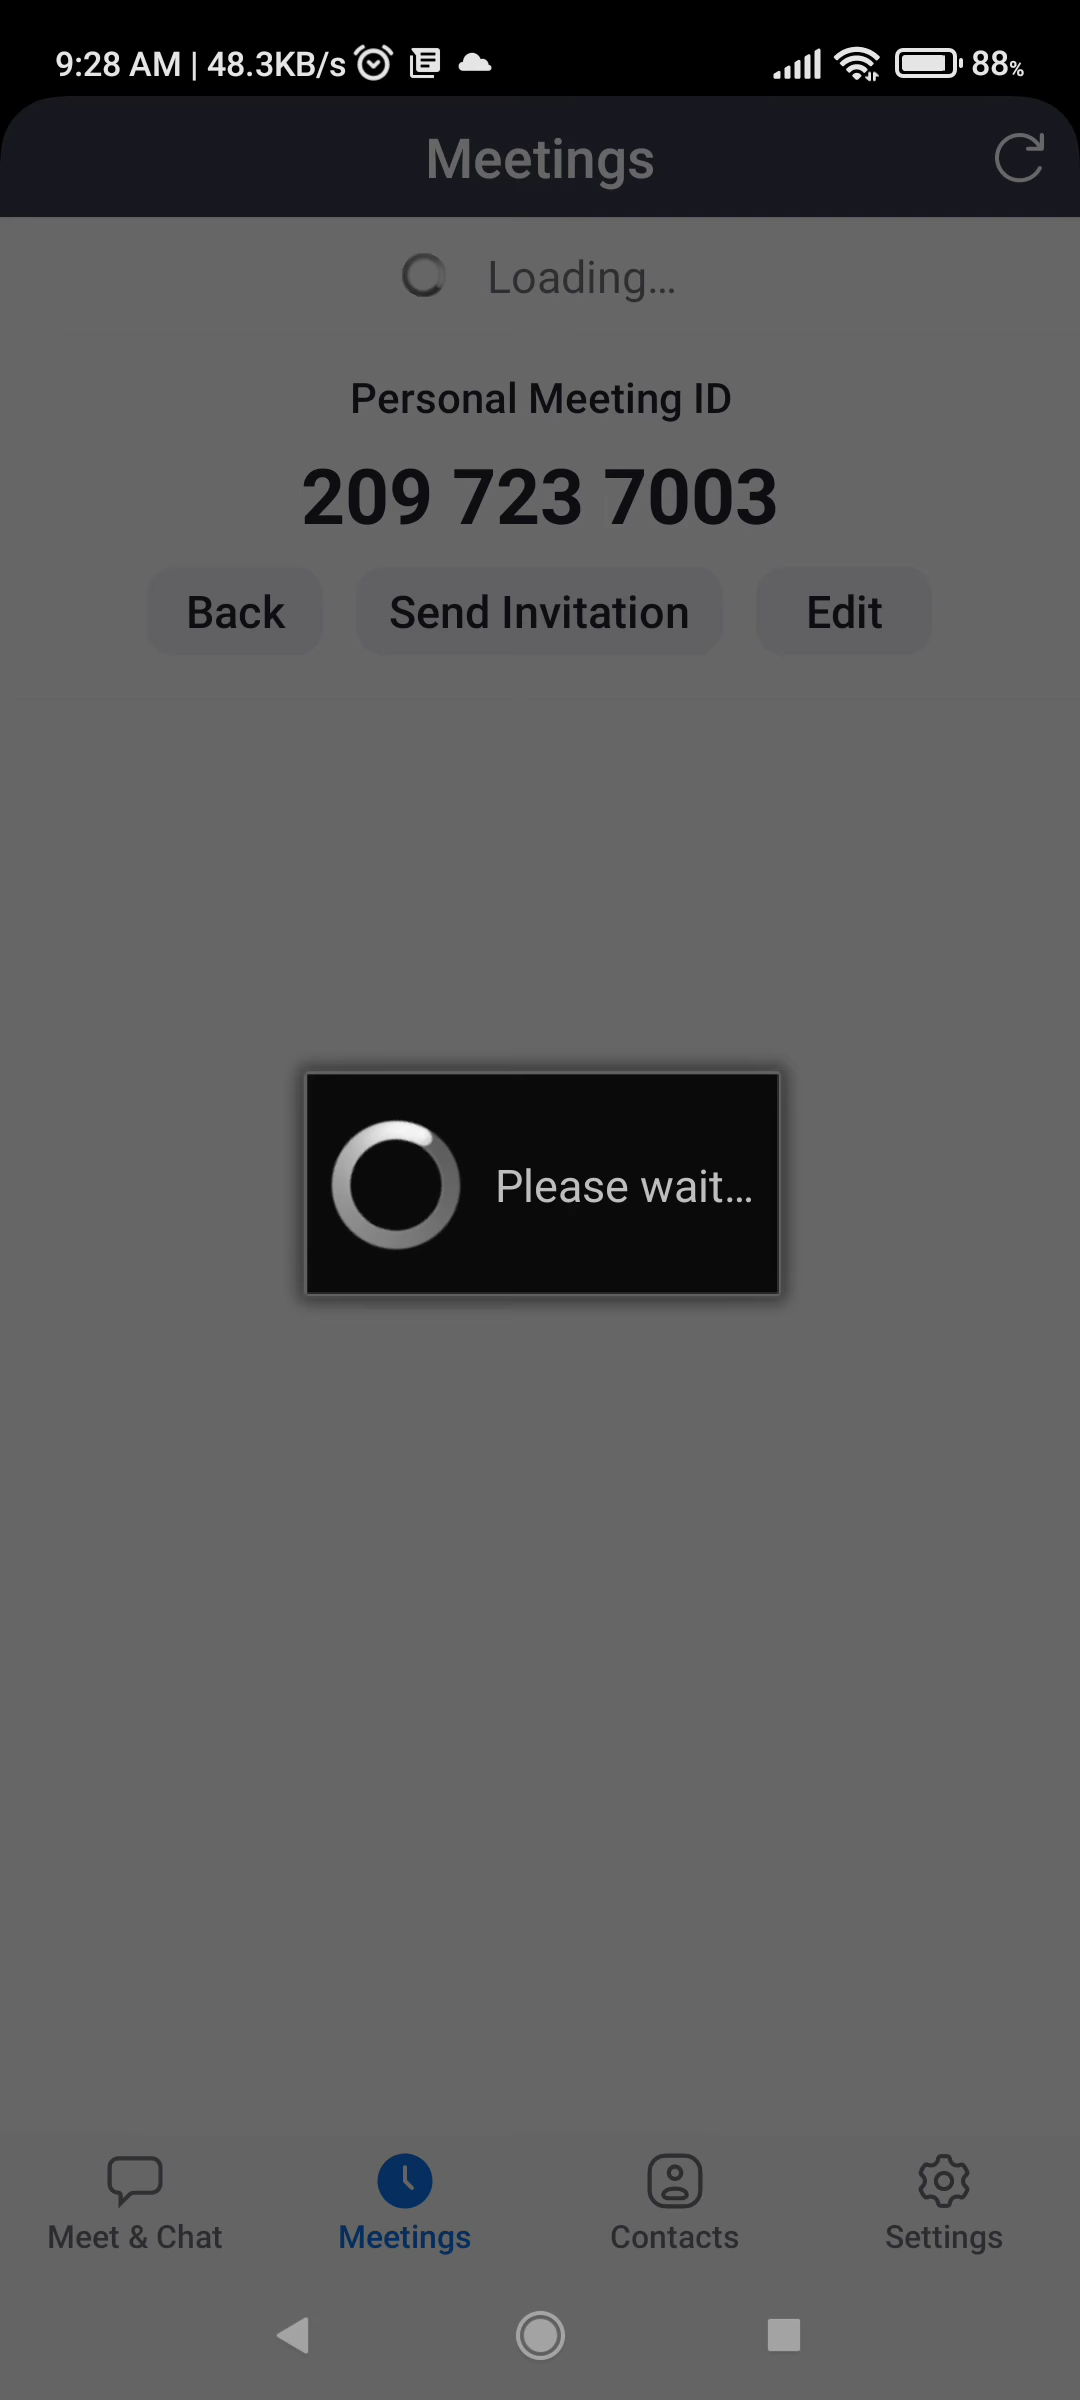 9:28 AM | 48.3KB/s 88%
Meetings
Loading...
Personal Meeting ID
209 723 7003
Back Send Invitation Edit
Please wait...
Meet & Chat Meetings Contacts Settings